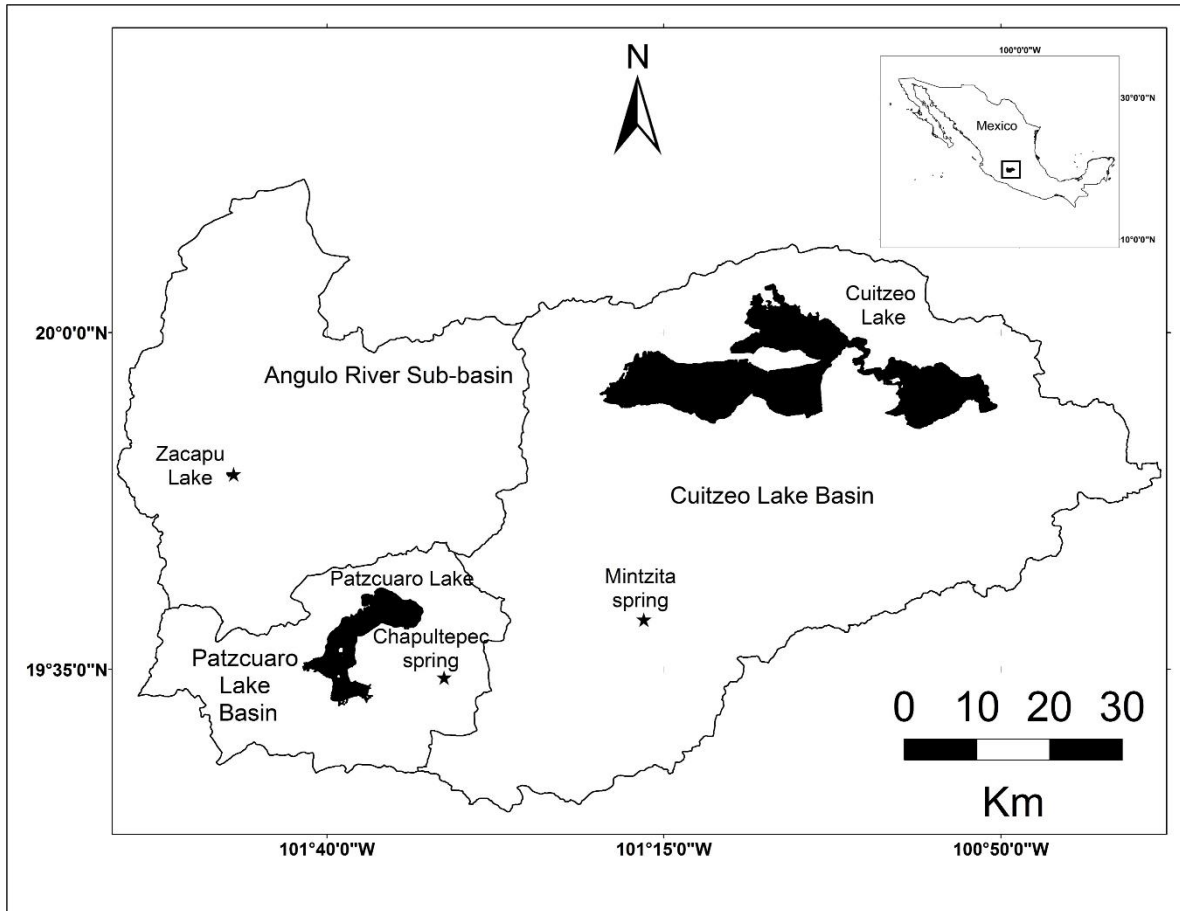 N
100°0'0"W
30°0'0"N
Mexico
10°0'0"N
Cuitzeo
Lake
20°0'0"N
Angulo River Sub-basin
Zacapu
Lake
Cuitzeo Lake Basin
Patzcuaro Lake
Mintzita
spring
Chapultepec
spring
19°35'0"N
Patzcuaro
Lake
Basin
0 10 20 30
Km
101°40'0"W
101°15'0"W
100°50'0"W